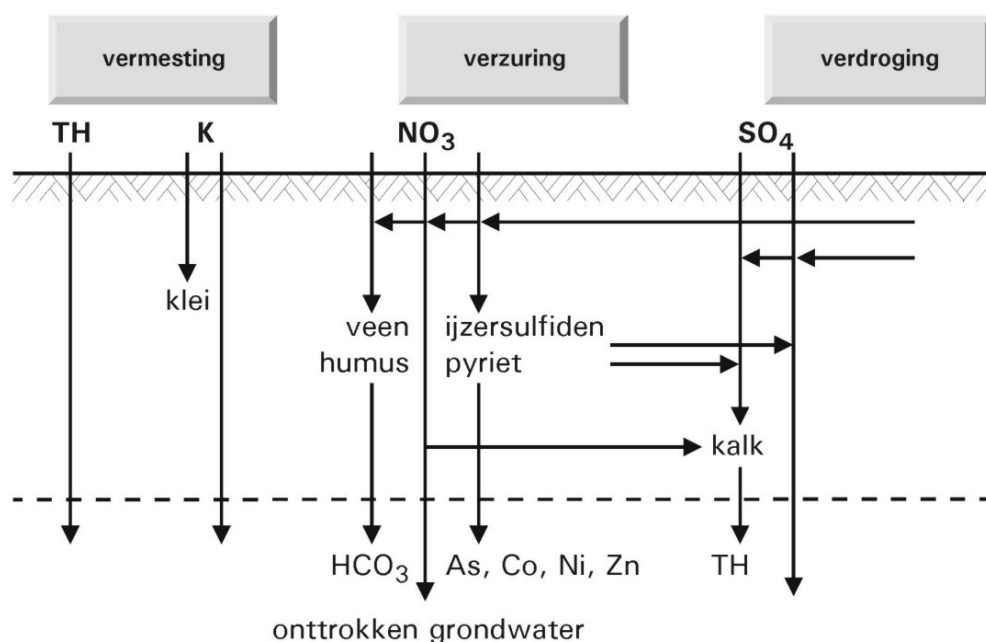 vermesting verzuring verdroging
TH K NO₃ SO₄
klei
veen ijzersulfiden
humus pyriet
kalk
HCO₃ As, Co, Ni, Zn TH
onttrokken grondwater